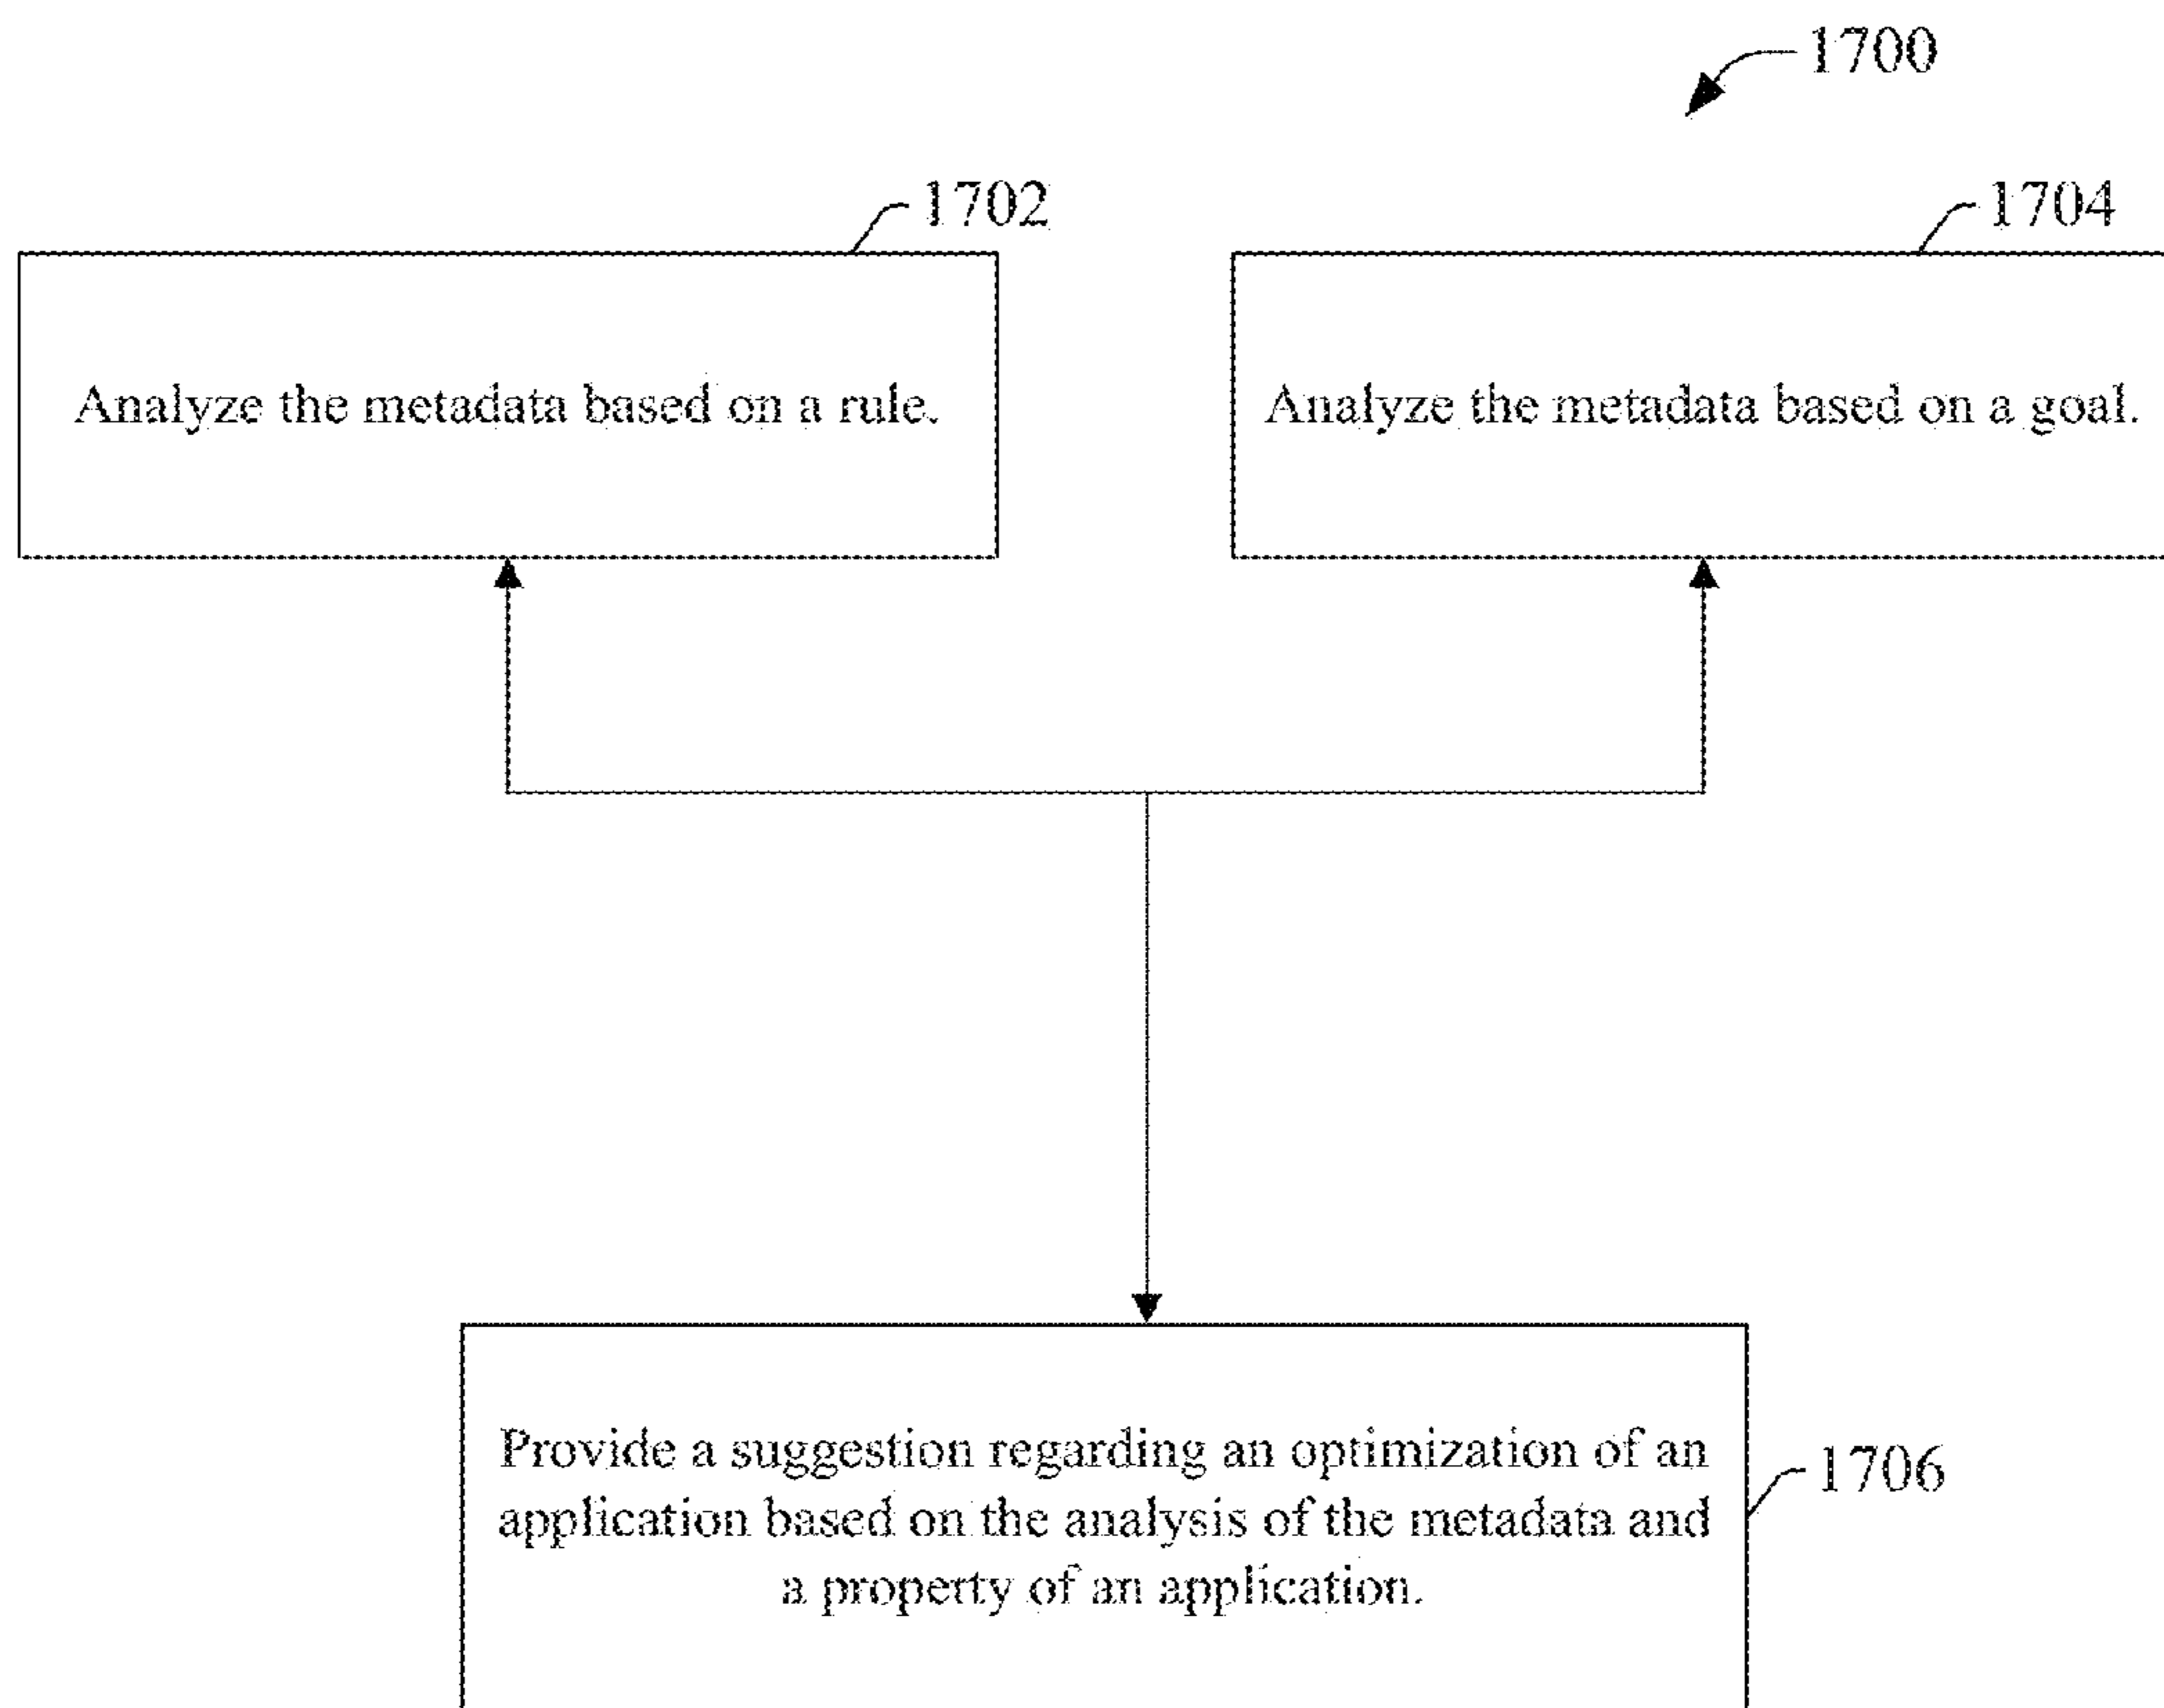 1700
1702
1704
Analyze the metadata based on a rule.
Analyze the metadata based on a goal.
Provide a suggestion regarding an optimization of an
application based on the analysis of the metadata and
a property of an application.
1706